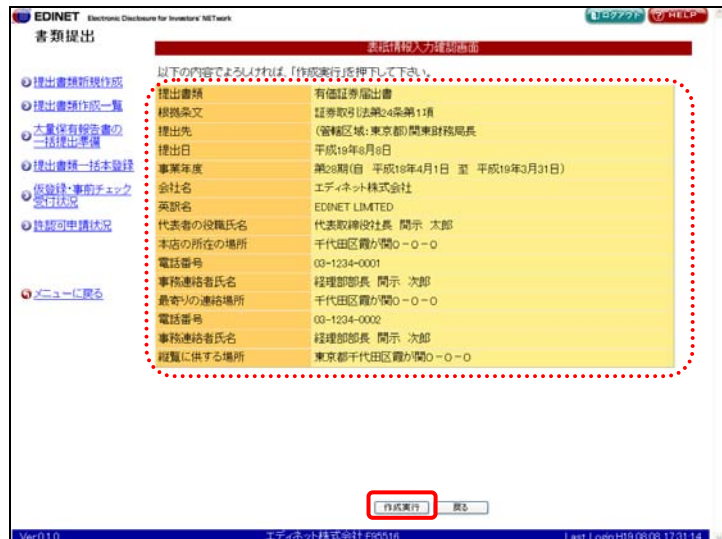 EDINET Electronic Disclosure for Investors' NETwork
ログアウト
HELP
書類提出
表紙情報入力確認画面
以下の内容でよろしければ、「作成実行」を押下して下さい。
提出書類新規作成
提出書類作成一覧
大量保有報告書の
一括提出準備
提出書類一括本登録
仮登録・事前チェック
受付状況
許認可申請状況
メニューに戻る
提出書類 有価証券届出書
根拠条文 証券取引法第24条第11項
提出先 (管轄区域:東京都)関東財務局長
提出日 平成19年8月8日
事業年度 第28期(自 平成18年4月1日 至 平成19年3月31日)
会社名 エディネット株式会社
英訳名 EDINET LIMITED
代表者の役職氏名 代表取締役社長 開示 太郎
本店の所在の場所 千代田区霞が関0-0-0
電話番号 03-1234-0001
事務連絡者氏名 経理部部長 開示 次郎
最寄りの連絡場所 千代田区霞が関0-0-0
電話番号 03-1234-0002
事務連絡者氏名 経理部部長 開示 次郎
縦覧に供する場所 東京都千代田区霞が関0-0-0
作成実行 戻る
Ver.0.1.0 エディネット株式会社 E95516 Last Login:H19.08.08 17:31:14